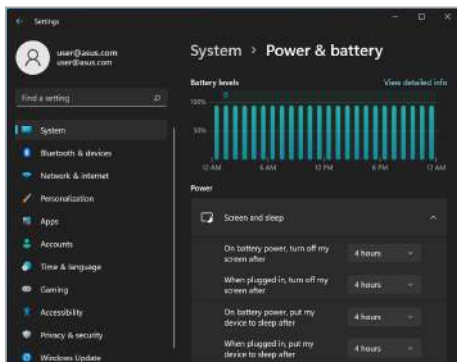 Settings
user@asus.com
user@asus.com
Find a setting
System
Bluetooth & devices
Network & internet
Personalization
Apps
Accounts
Time & language
Gaming
Accessibility
Privacy & security
Windows Update
System > Power & battery
Battery levels View detailed info
100%
50%
12 AM 6 AM 12 PM 6 PM 12 AM
Power
Screen and sleep
On battery power, turn off my
screen after
4 hours
When plugged in, turn off my
screen after
4 hours
On battery power, put my
device to sleep after
4 hours
When plugged in, put my
device to sleep after
4 hours